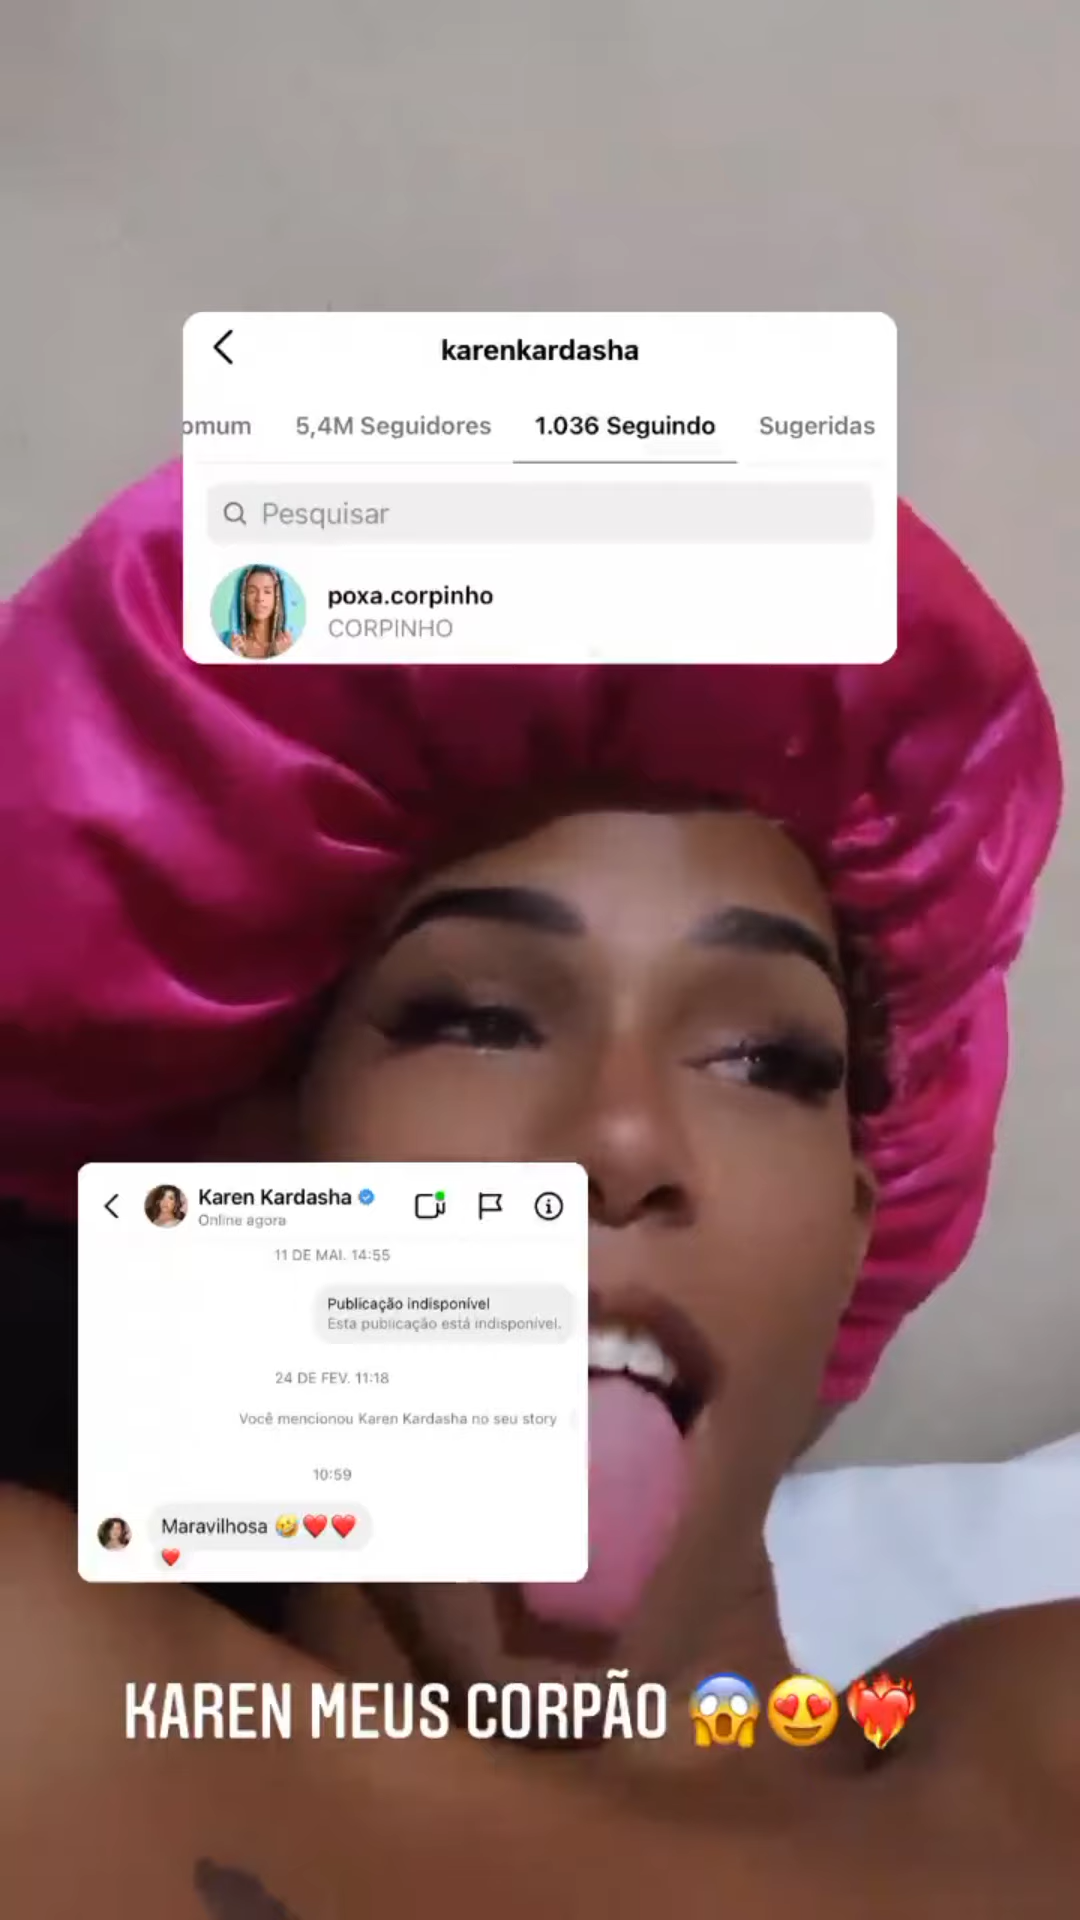 karenkardasha
omum 5,4M Seguidores 1.036 Seguindo Sugeridas
Pesquisar
poxa.corpinho
CORPINHO
Karen Kardasha
Online agora
11 DE MAI. 14:55
Publicação indisponível
Esta publicação está indisponível.
24 DE FEV. 11:18
Você mencionou Karen Kardasha no seu story
10:59
Maravilhosa 🤣❤️❤️
❤️
KAREN MEUS CORPÃO 😱😍❤️‍🔥